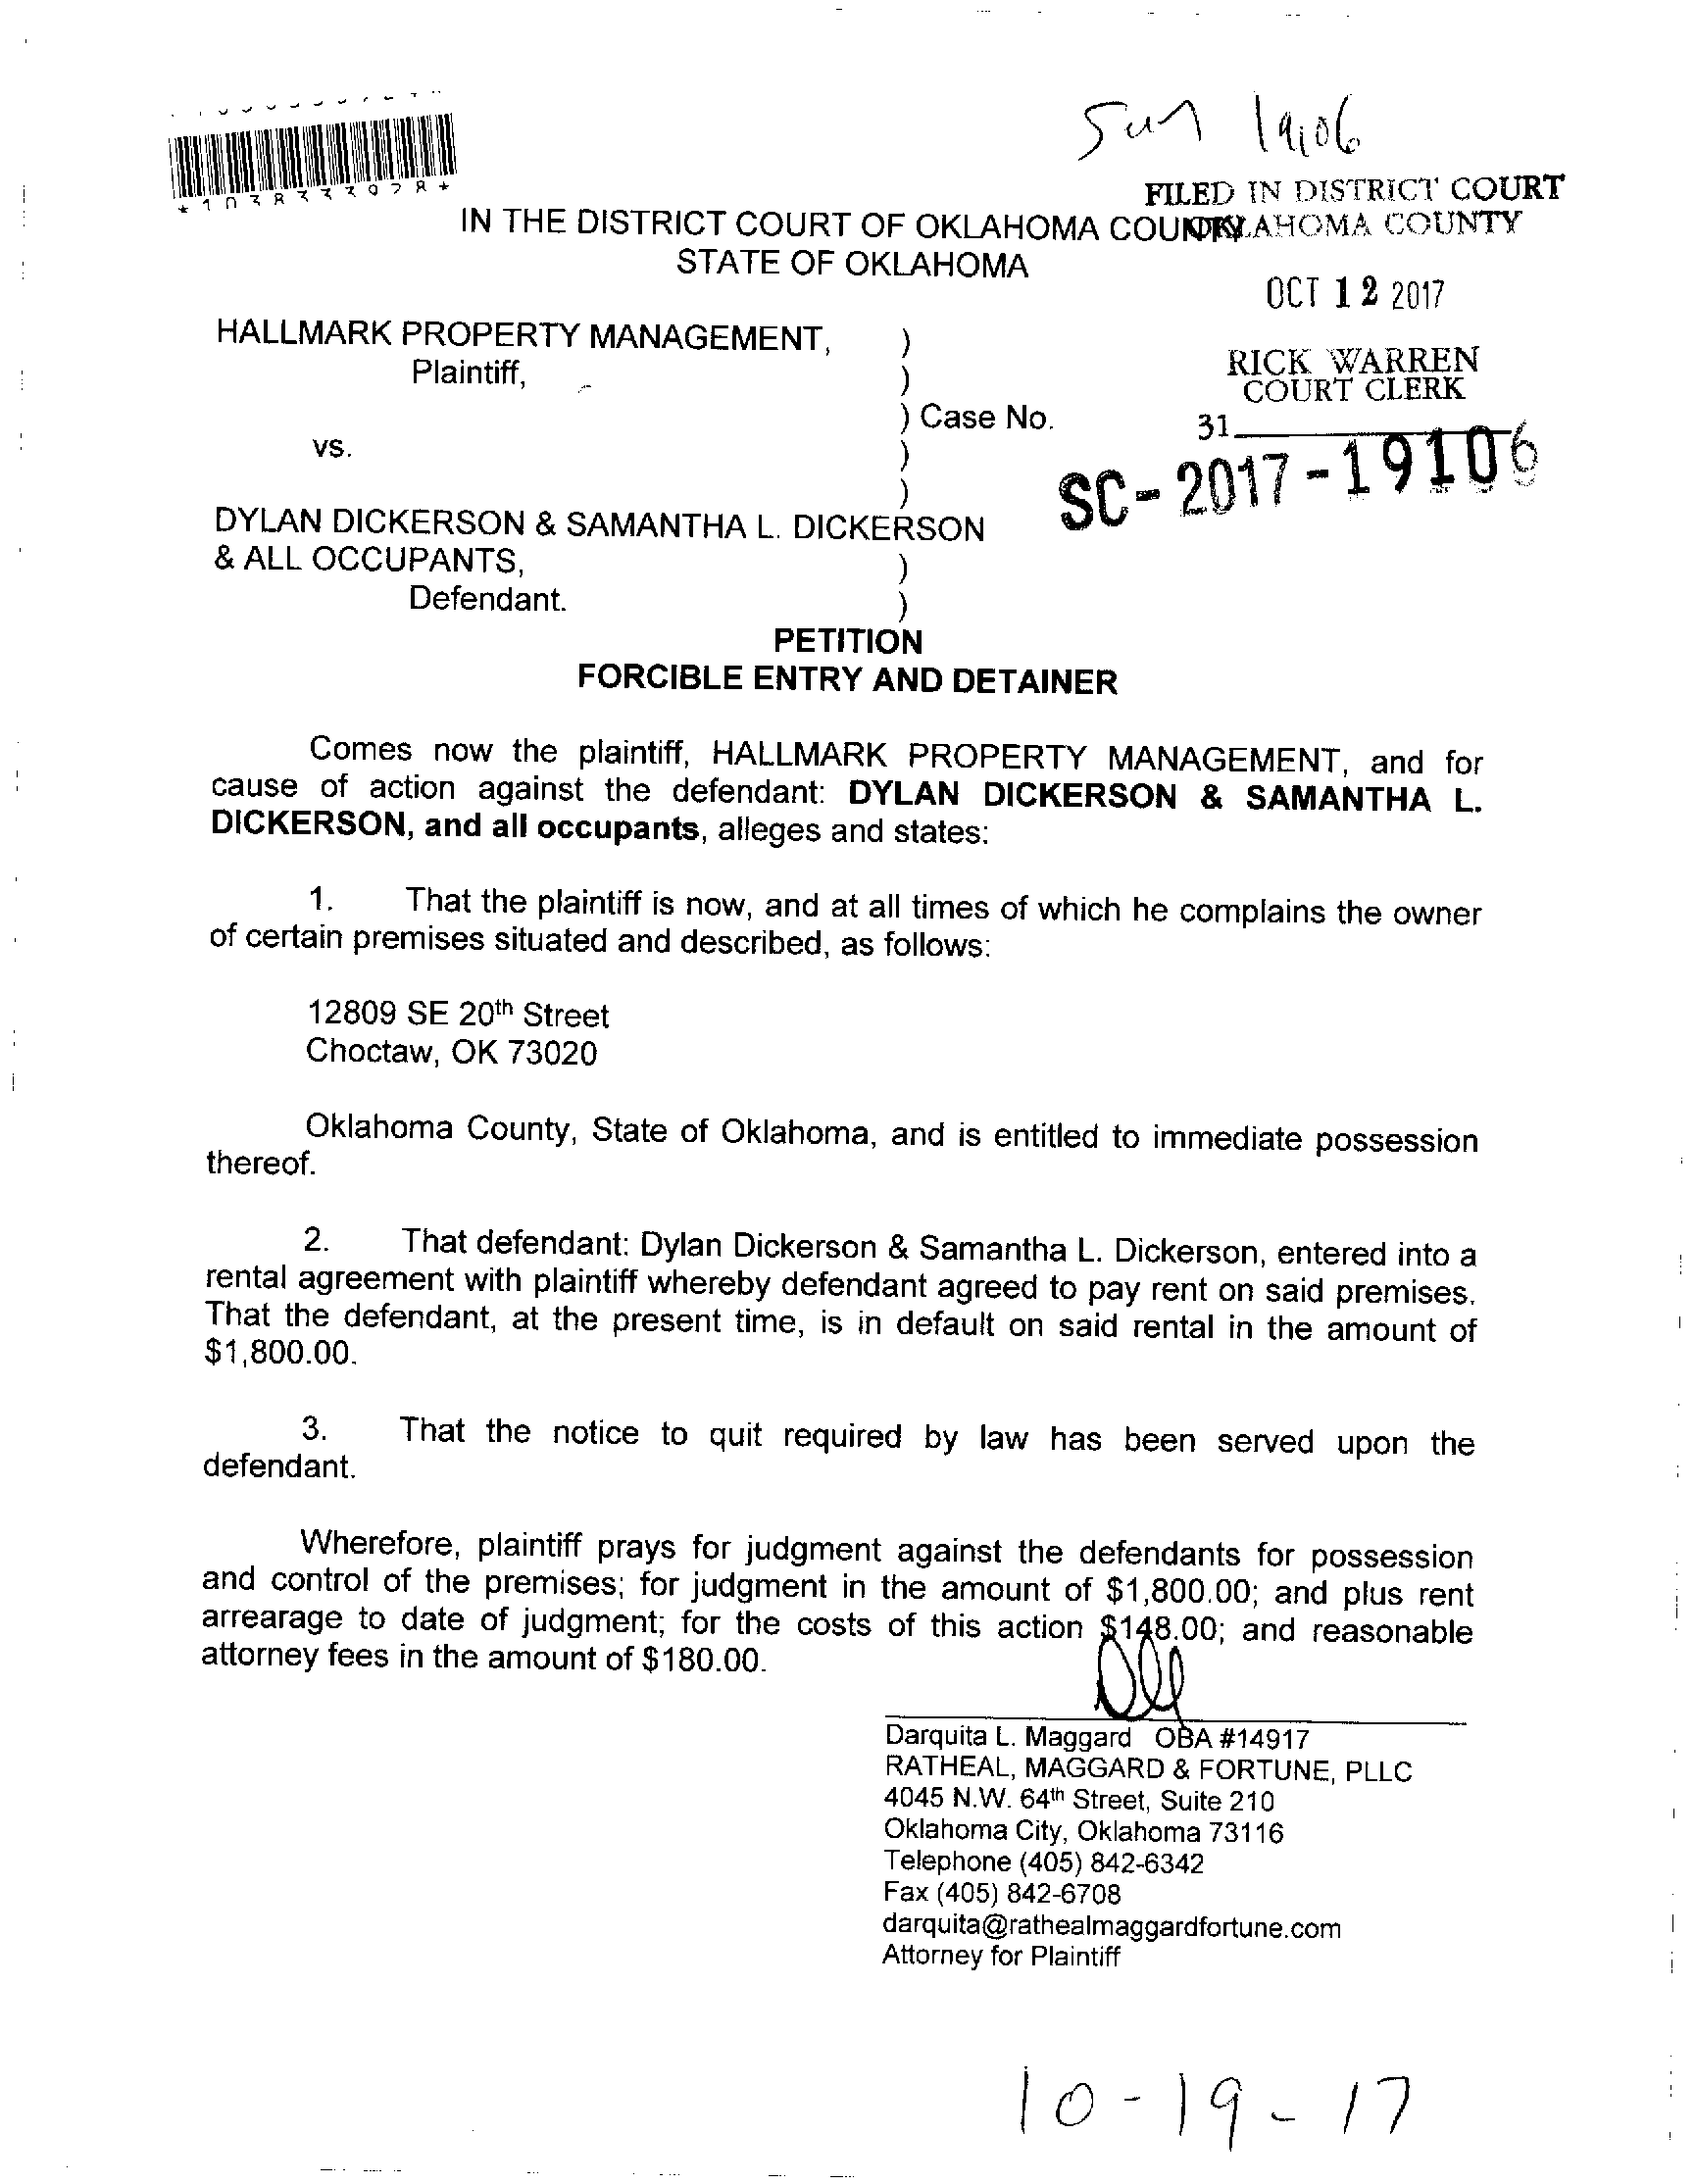 Sum 19106
*1038333978*
FILED IN DISTRICT COURT
OKLAHOMA COUNTY
IN THE DISTRICT COURT OF OKLAHOMA COUNTY
STATE OF OKLAHOMA
OCT 12 2017
HALLMARK PROPERTY MANAGEMENT, )
Plaintiff, )
RICK WARREN
COURT CLERK
) Case No.
31
vs. )
SC-2017-19106
)
DYLAN DICKERSON & SAMANTHA L. DICKERSON
& ALL OCCUPANTS, )
Defendant. )
PETITION
FORCIBLE ENTRY AND DETAINER
Comes now the plaintiff, HALLMARK PROPERTY MANAGEMENT, and for
cause of action against the defendant: DYLAN DICKERSON & SAMANTHA L.
DICKERSON, and all occupants, alleges and states:
1. That the plaintiff is now, and at all times of which he complains the owner
of certain premises situated and described, as follows:
12809 SE 20th Street
Choctaw, OK 73020
Oklahoma County, State of Oklahoma, and is entitled to immediate possession
thereof.
2. That defendant: Dylan Dickerson & Samantha L. Dickerson, entered into a
rental agreement with plaintiff whereby defendant agreed to pay rent on said premises.
That the defendant, at the present time, is in default on said rental in the amount of
$1,800.00.
3. That the notice to quit required by law has been served upon the
defendant.
Wherefore, plaintiff prays for judgment against the defendants for possession
and control of the premises; for judgment in the amount of $1,800.00; and plus rent
arrearage to date of judgment; for the costs of this action $148.00; and reasonable
attorney fees in the amount of $180.00.
Darquita L. Maggard OBA #14917
RATHEAL, MAGGARD & FORTUNE, PLLC
4045 N.W. 64th Street, Suite 210
Oklahoma City, Oklahoma 73116
Telephone (405) 842-6342
Fax (405) 842-6708
darquita@rathealmaggardfortune.com
Attorney for Plaintiff
10-19-17